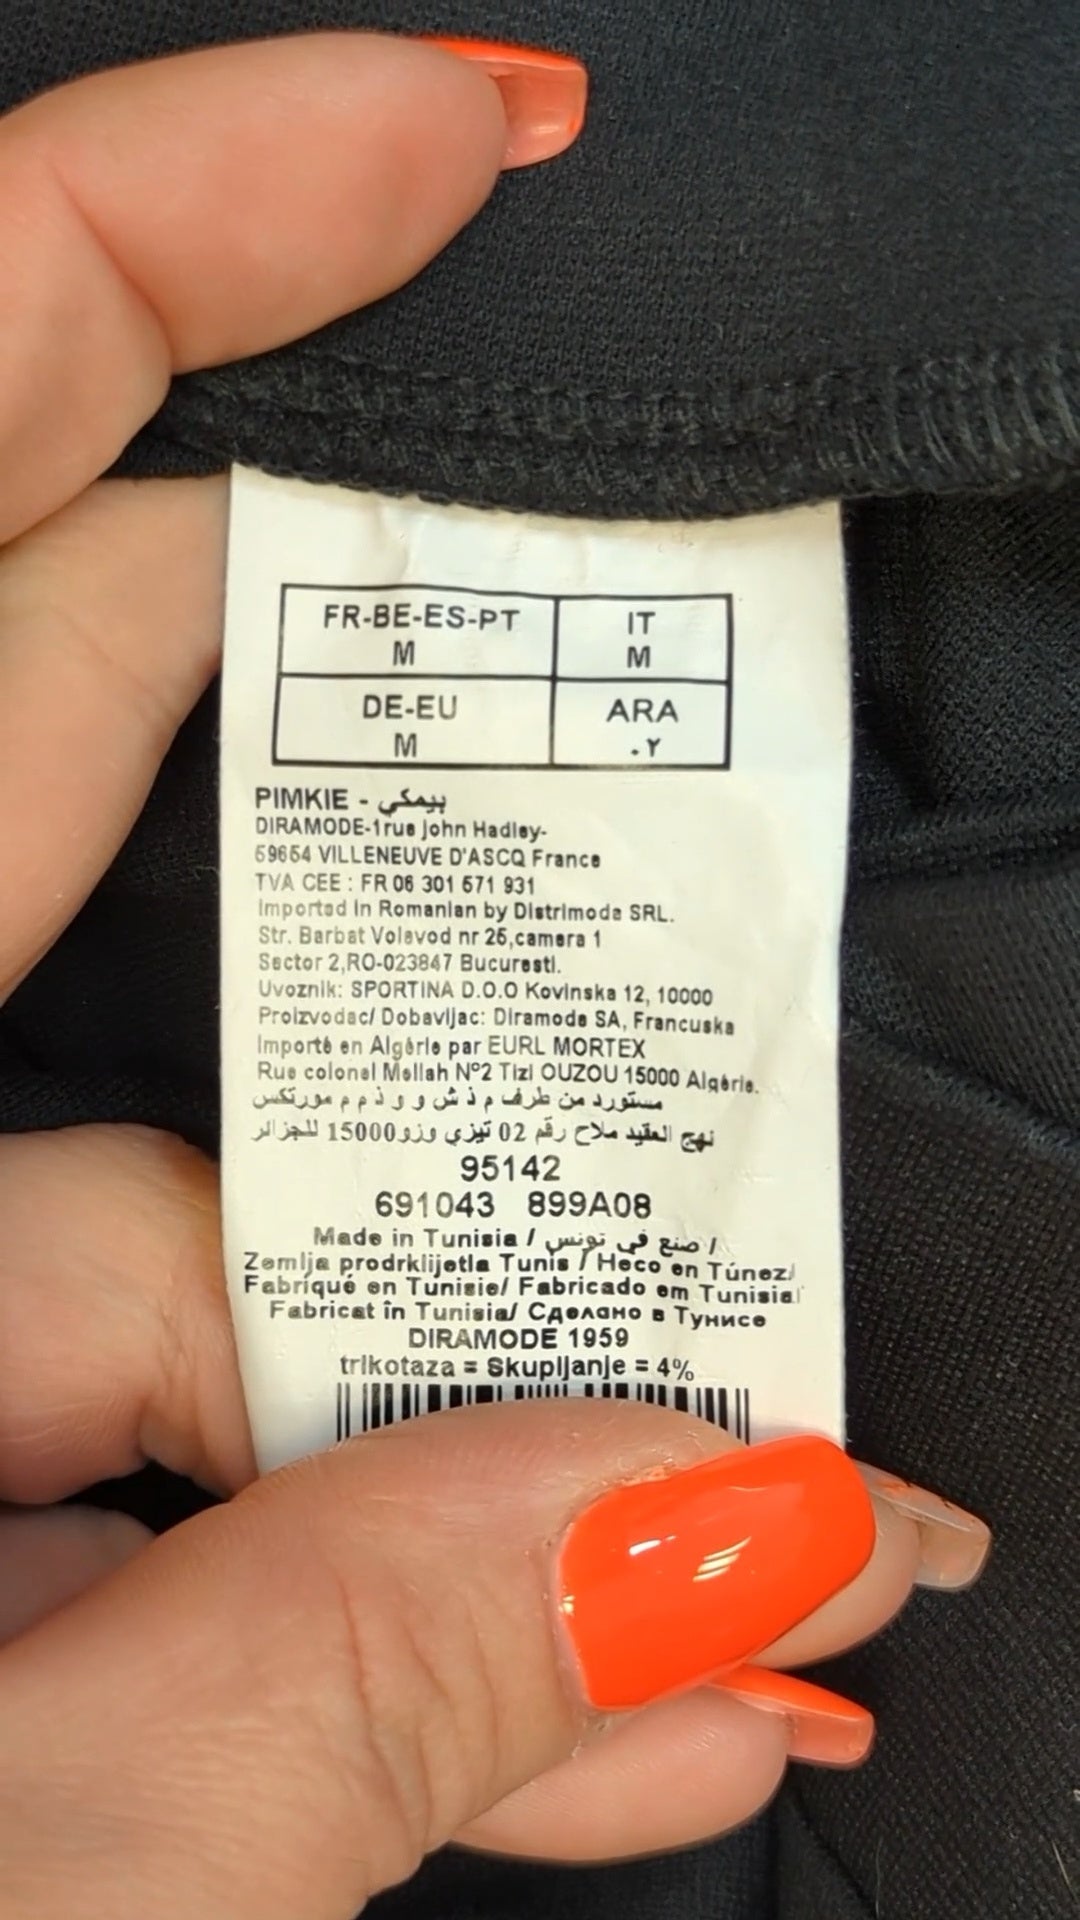 FR-BE-ES-PT
M
IT
M
DE-EU
M
ARA
٠٢
PIMKIE - بيمكي
DIRAMODE-1rue John Hadley-
59654 VILLENEUVE D'ASCQ France
TVA CEE : FR 06 301 571 931
Imported in Romanian by Distrimode SRL.
Str. Barbat Voievod nr 25,camera 1
Sector 2,RO-023847 Bucuresti.
Uvoznik: SPORTINA D.O.O Kovinska 12, 10000
Proizvodac/ Dobavljac: Diramode SA, Francuska
Importé en Algérie par EURL MORTEX
Rue colonel Mellah N°2 Tizi OUZOU 15000 Algérie.
مستورد من طرف م ذ ش و و ذ م م مورتكس
نهج العقيد ملاح رقم 02 تيزي وزو15000 للجزائر
95142
691043 899A08
Made in Tunisia / صنع في تونس /
Zemlja prodrklijetla Tunis / Heco en Túnez/
Fabriqué en Tunisie/ Fabricado em Tunisia/
Fabricat în Tunisia/ Сделано в Тунисе
DIRAMODE 1959
trikotaza = Skupljanje = 4%